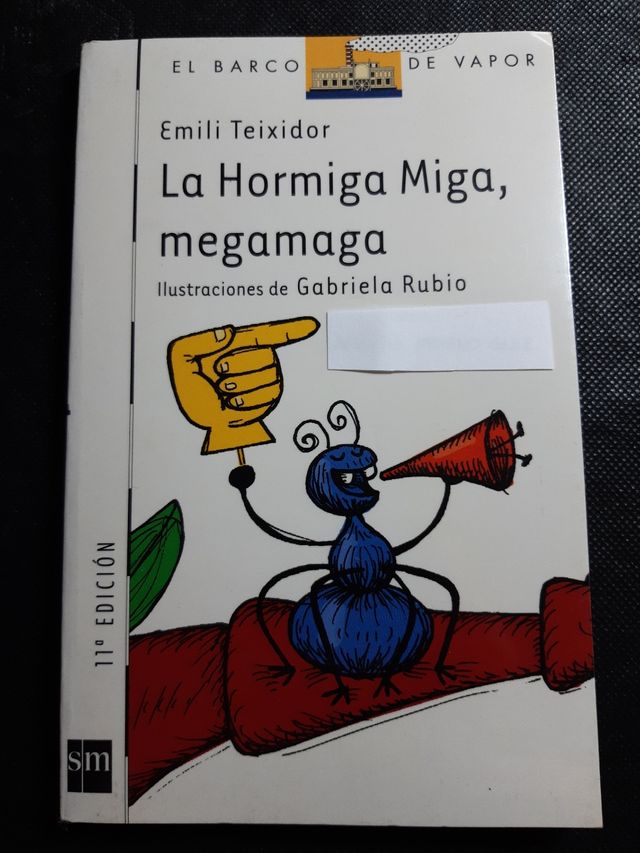 EL BARCO DE VAPOR
Emili Teixidor
La Hormiga Miga,
megamaga
Ilustraciones de Gabriela Rubio
11ª EDICIÓN
sm